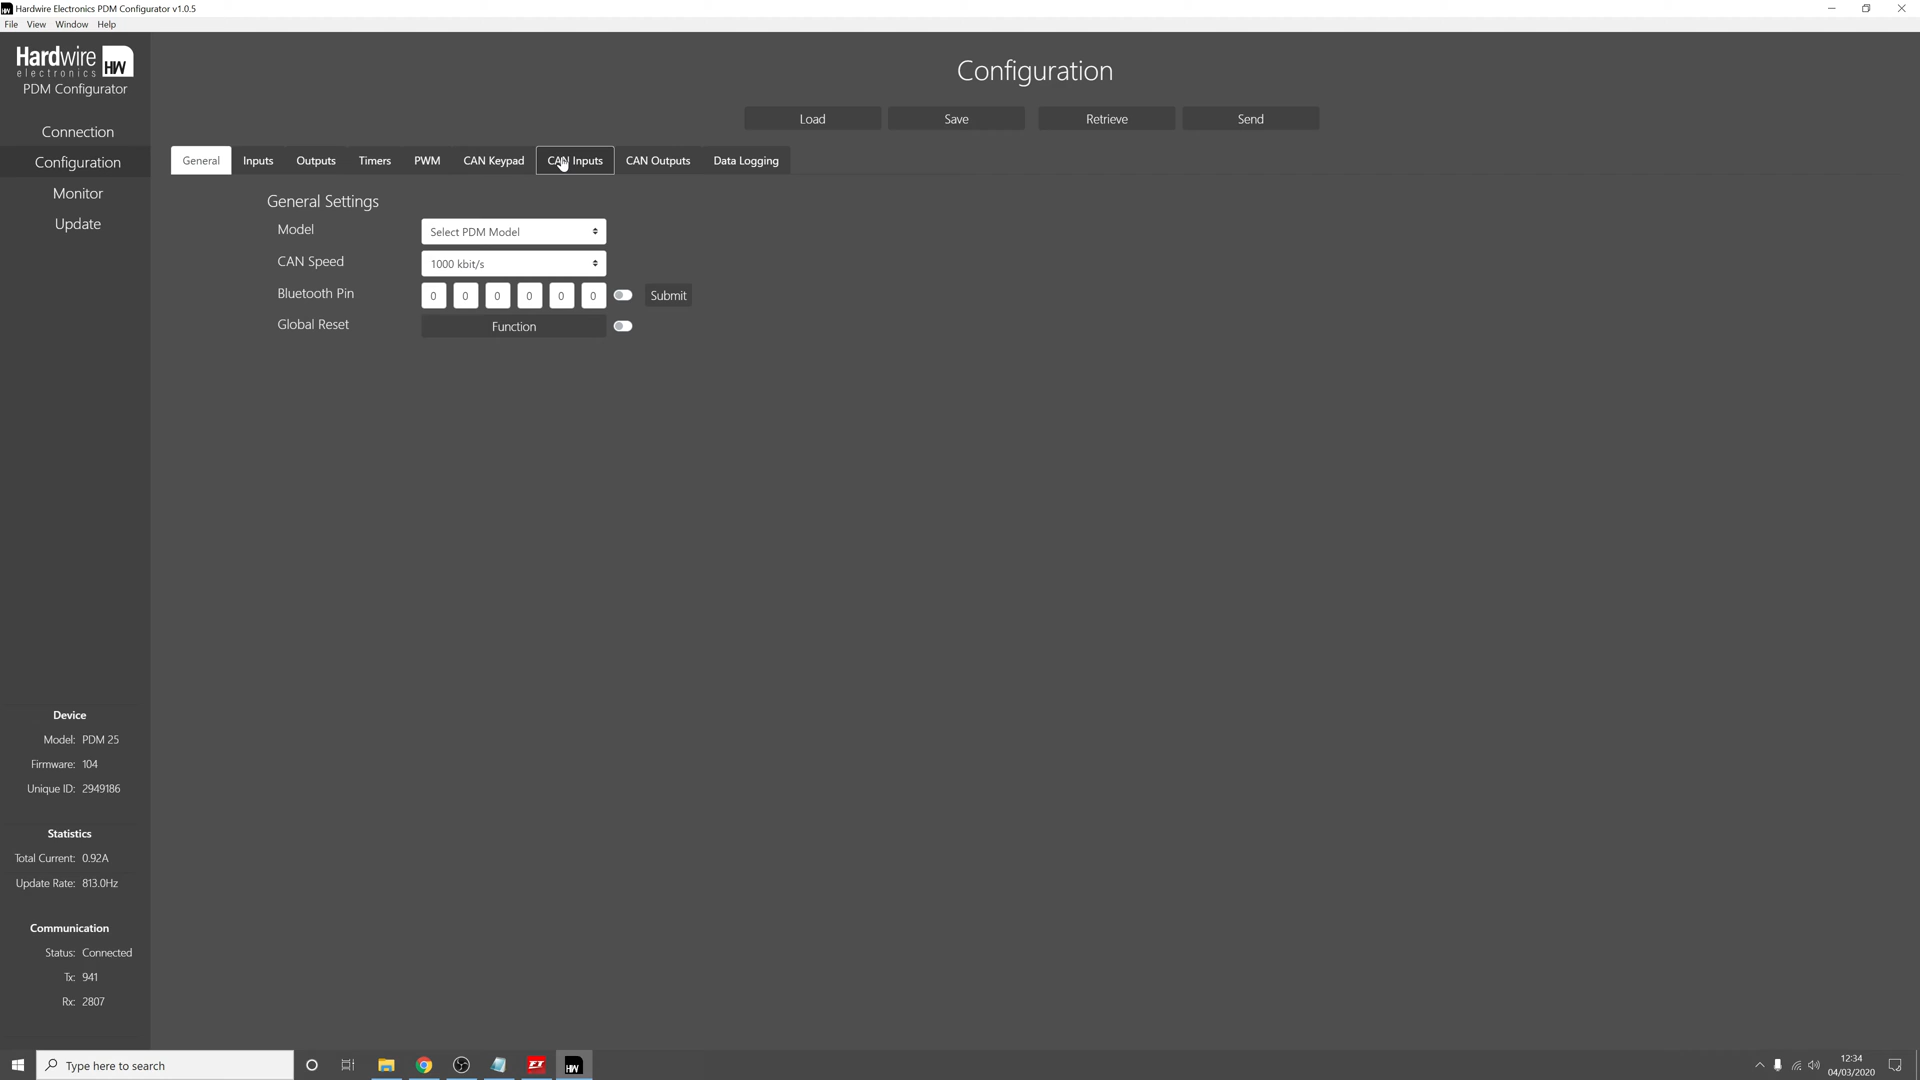 Hardwire Electronics PDM Configurator v1.0.5
File View Window Help
Hardwire
electronics HW
PDM Configurator
Connection
Configuration
Monitor
Update
Configuration
Load Save Retrieve Send
General Inputs Outputs Timers PWM CAN Keypad CAN Inputs CAN Outputs Data Logging
General Settings
Model Select PDM Model
CAN Speed 1000 kbit/s
Bluetooth Pin 0 0 0 0 0 0 Submit
Global Reset Function
Device
Model: PDM 25
Firmware: 104
Unique ID: 2949186
Statistics
Total Current: 0.92A
Update Rate: 813.0Hz
Communication
Status: Connected
Tx: 941
Rx: 2807
Type here to search
HW
12:34
04/03/2020